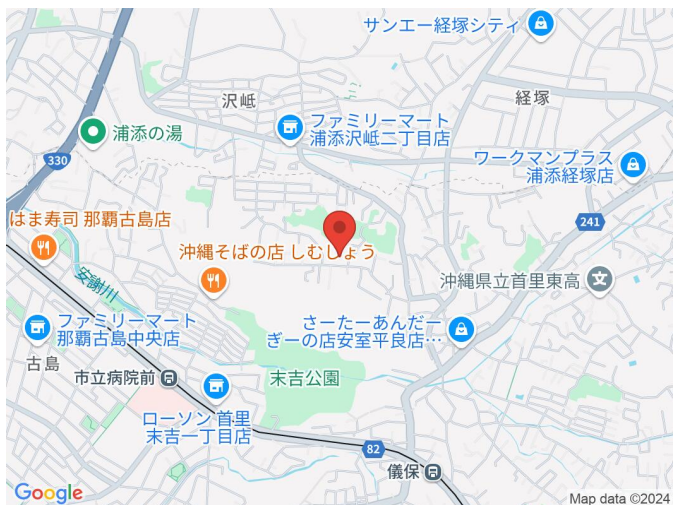 サンエー経塚シティ
沢岻
経塚
ファミリーマート
浦添沢岻二丁目店
浦添の湯
330
ワークマンプラス
浦添経塚店
はま寿司 那覇古島店
241
沖縄そばの店 しむじょう
沖縄県立首里東高
安謝川
ファミリーマート
那覇古島中央店
さーたーあんだー
ぎーの店安室平良店…
古島
市立病院前
末吉公園
ローソン 首里
末吉一丁目店
82
儀保
Google
Map data ©2024